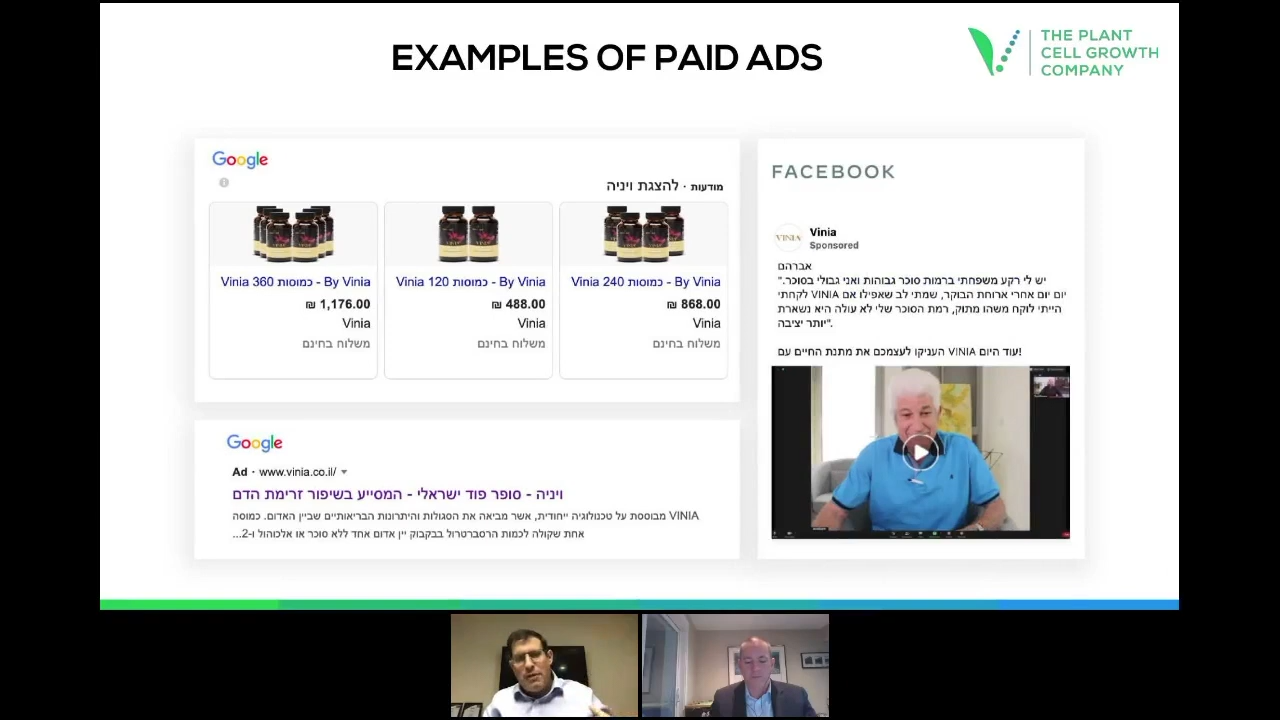 EXAMPLES OF PAID ADS
THE PLANT
CELL GROWTH
COMPANY
Google
מודעות · להצגת ויניה
Vinia 360 כמוסות - By Vinia
₪ 1,176.00
Vinia
משלוח בחינם
Vinia 120 כמוסות - By Vinia
₪ 488.00
Vinia
משלוח בחינם
Vinia 240 כמוסות - By Vinia
₪ 868.00
Vinia
משלוח בחינם
Google
Ad · www.vinia.co.il/
ויניה - סופר פוד ישראלי - המסייע בשיפור זרימת הדם
VINIA מבוססת על טכנולוגיה ייחודית, אשר מביאה את הסגולות והיתרונות הבריאותיים שביין האדום. כמוסה
אחת שקולה לכמות הרסברטרול בבקבוק יין אדום אחד ללא סוכר או אלכוהול ו-2...
FACEBOOK
VINIA
Vinia
Sponsored
אברהם
"יש לי רקע משפחתי ברמות סוכר גבוהות ואני גבולי בסוכר.
לקחתי VINIA יום יום אחרי ארוחת הבוקר, שמתי לב שאפילו אם
הייתי לוקח משהו מתוק, רמת הסוכר שלי לא עולה היא נשארת
יותר יציבה".
העניקו לעצמכם את מתנת החיים עם VINIA עוד היום!